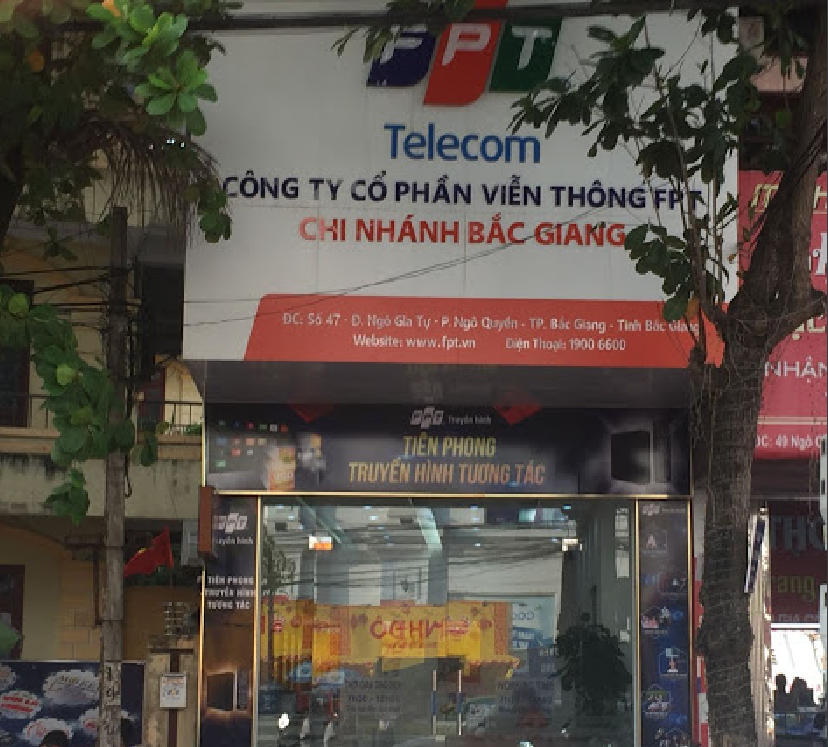 FPT
Telecom
CÔNG TY CỔ PHẦN VIỄN THÔNG FPT
CHI NHÁNH BẮC GIANG
ĐC: Số 47 - Đ. Ngô Gia Tự - P. Ngô Quyền - TP. Bắc Giang - Tỉnh Bắc Giang
Website: www.fpt.vn Điện Thoại: 1900 6600
FPT Truyền hình
TIÊN PHONG
TRUYỀN HÌNH TƯƠNG TÁC
FPT
Truyền hình
TIÊN PHONG
TRUYỀN HÌNH
TƯƠNG TÁC
NHẬN
ĐC: 49 Ngô